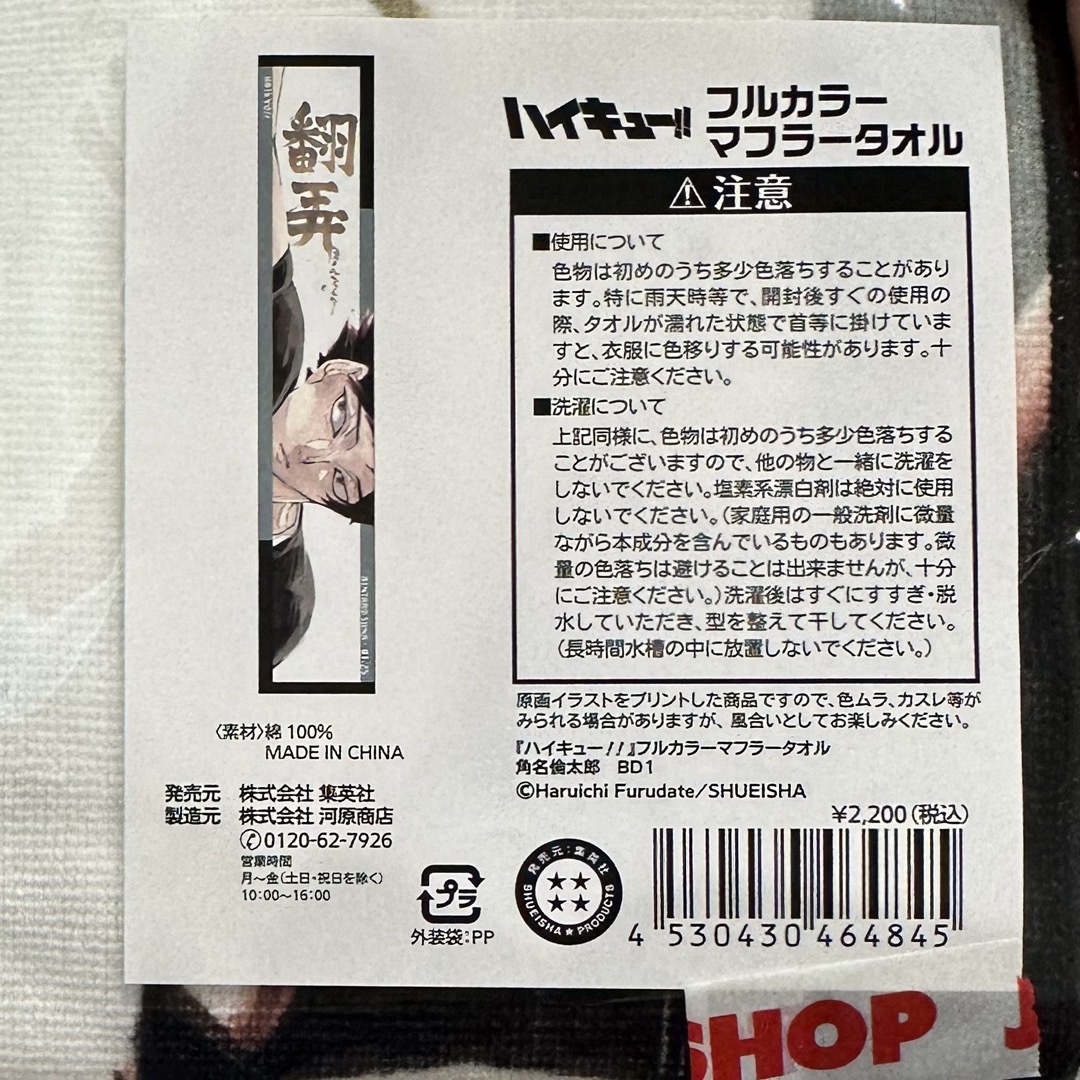 翻弄
ハイキュー!!
フルカラー
マフラータオル
⚠注意
■使用について
色物は初めのうち多少色落ちすることがあり
ます。特に雨天時等で、開封後すぐの使用の
際、タオルが濡れた状態で首等に掛けていま
すと、衣服に色移りする可能性があります。十
分にご注意ください。
■洗濯について
上記同様に、色物は初めのうち多少色落ちする
ことがございますので、他の物と一緒に洗濯を
しないでください。塩素系漂白剤は絶対に使用
しないでください。(家庭用の一般洗剤に微量
ながら本成分を含んでいるものもあります。微
量の色落ちは避けることは出来ませんが、十分
にご注意ください。)洗濯後はすぐにすすぎ・脱
水していただき、型を整えて干してください。
(長時間水槽の中に放置しないでください。)
原画イラストをプリントした商品ですので、色ムラ、カスレ等が
みられる場合がありますが、風合いとしてお楽しみください。
『ハイキュー!!』フルカラーマフラータオル
角名倫太郎 BD1
©Haruichi Furudate/SHUEISHA
¥2,200(税込)
〈素材〉綿 100%
MADE IN CHINA
発売元 株式会社 集英社
製造元 株式会社 河原商店
0120-62-7926
営業時間
月〜金(土日・祝日を除く)
10:00〜16:00
プラ
外装袋:PP
発売元:集英社
SHUEISHA★PRODUCTS
4 530430 464845
SHOP J